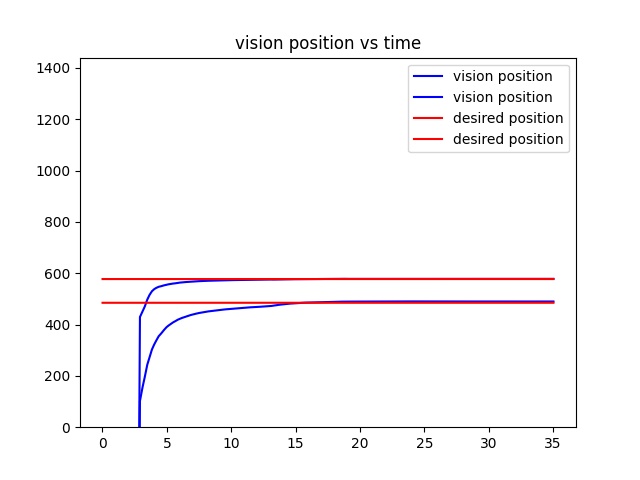 vision position vs time
1400
1200
1000
800
600
400
200
0
vision position
vision position
desired position
desired position
0 5 10 15 20 25 30 35